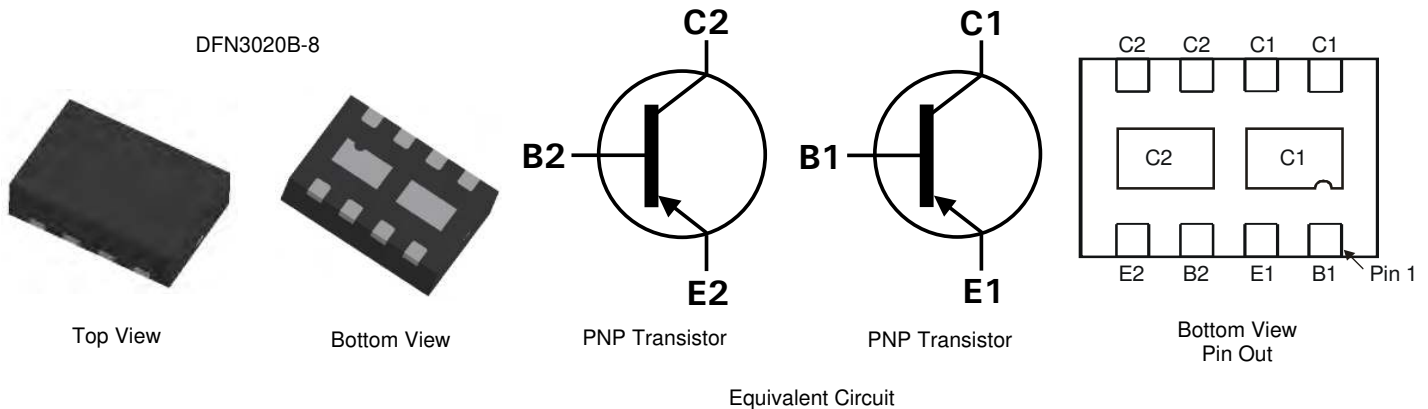 DFN3020B-8
Top View
Bottom View
C2
B2
E2
PNP Transistor
C1
B1
E1
PNP Transistor
Equivalent Circuit
C2 C2 C1 C1
C2 C1
E2 B2 E1 B1 Pin 1
Bottom View
Pin Out